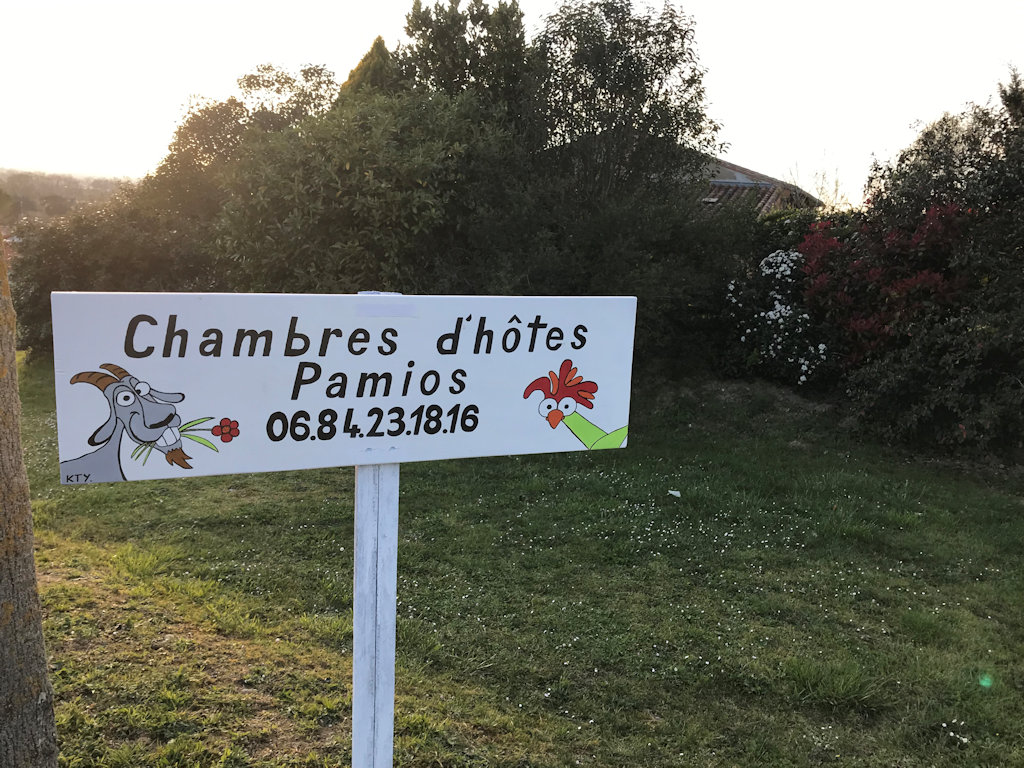 Chambres d'hôtes
Pamios
06.84.23.18.16
KTY.